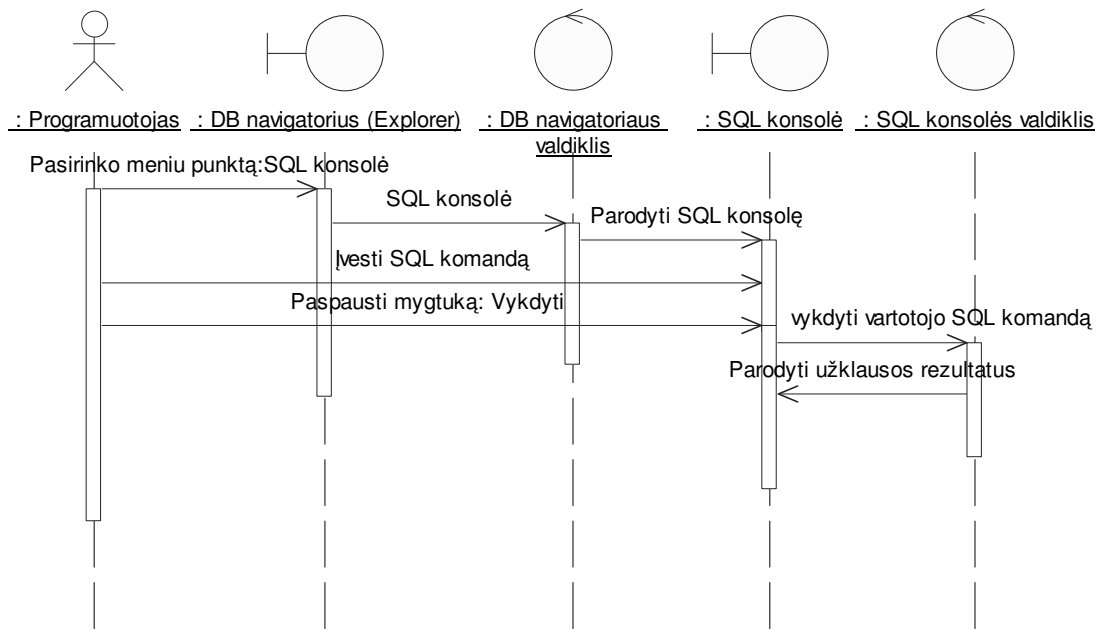 : Programuotojas
: DB navigatorius (Explorer)
: DB navigatoriaus
valdiklis
: SQL konsolė
: SQL konsolės valdiklis
Pasirinko meniu punktą:SQL konsolė
SQL konsolė
Parodyti SQL konsolę
Įvesti SQL komandą
Paspausti mygtuką: Vykdyti
vykdyti vartotojo SQL komandą
Parodyti užklausos rezultatus